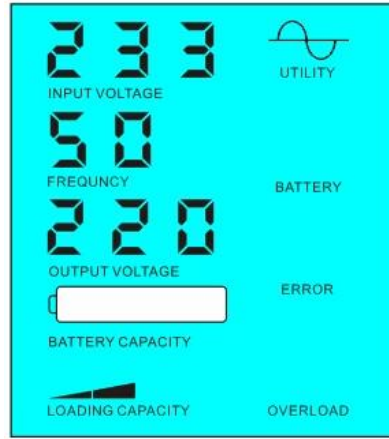 233
UTILITY
INPUT VOLTAGE
50
FREQUNCY
BATTERY
220
OUTPUT VOLTAGE
ERROR
BATTERY CAPACITY
LOADING CAPACITY
OVERLOAD